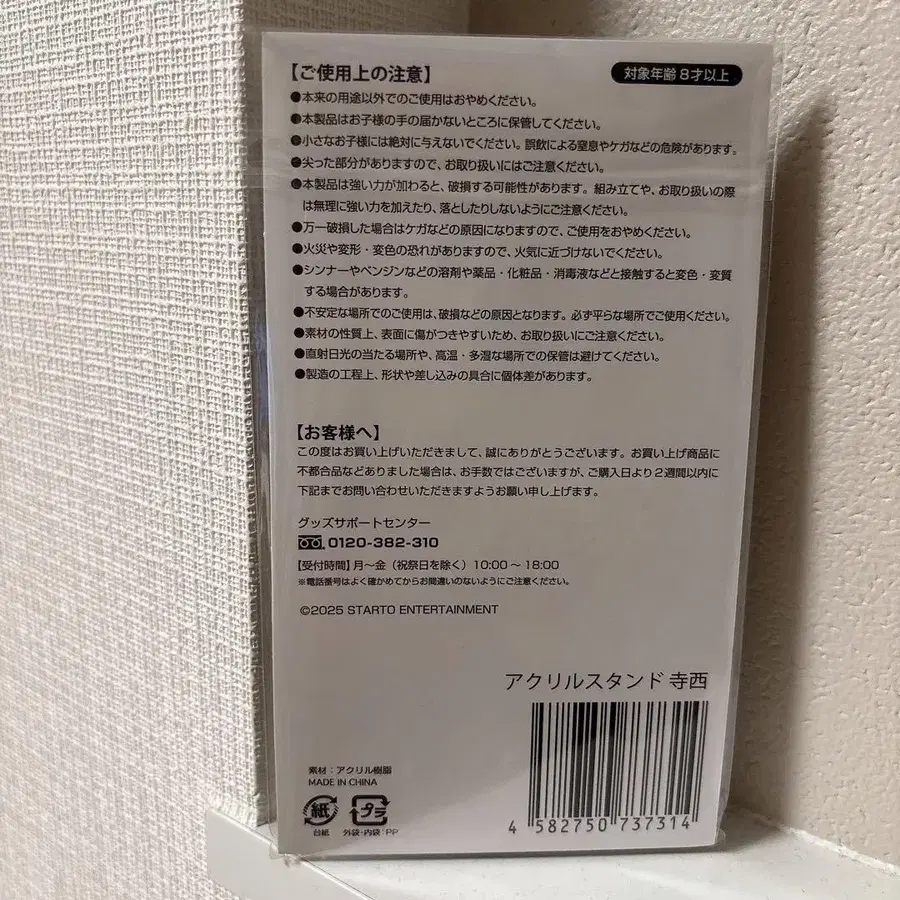 【ご使用上の注意】
対象年齢8才以上
●本来の用途以外でのご使用はおやめください。
●本製品はお子様の手の届かないところに保管してください。
●小さなお子様には絶対に与えないでください。誤飲による窒息やケガなどの危険があります。
●尖った部分がありますので、お取り扱いにはご注意ください。
●本製品は強い力が加わると、破損する可能性があります。組み立てや、お取り扱いの際
は無理に強い力を加えたり、落としたりしないようにご注意ください。
●万一破損した場合はケガなどの原因になりますので、ご使用をおやめください。
●火災や変形・変色の恐れがありますので、火気に近づけないでください。
●シンナーやベンジンなどの溶剤や薬品・化粧品・消毒液などと接触すると変色・変質
する場合があります。
●不安定な場所でのご使用は、破損などの原因となります。必ず平らな場所でご使用ください。
●素材の性質上、表面に傷がつきやすいため、お取り扱いにご注意ください。
●直射日光の当たる場所や、高温・多湿な場所での保管は避けてください。
●製造の工程上、形状や差し込みの具合に個体差があります。
【お客様へ】
この度はお買い上げいただきまして、誠にありがとうございます。お買い上げ商品に
不都合品などありました場合は、お手数ではございますが、ご購入日より2週間以内に
下記までお問い合わせいただきますようお願い申し上げます。
グッズサポートセンター
0120-382-310
【受付時間】月〜金（祝祭日を除く）10:00〜18:00
※電話番号はよく確かめてからお間違いのないようにご注意ください。
©2025 STARTO ENTERTAINMENT
アクリルスタンド 寺西
素材：アクリル樹脂
MADE IN CHINA
紙
プラ
台紙
外袋・内袋：PP
4 582750 737314